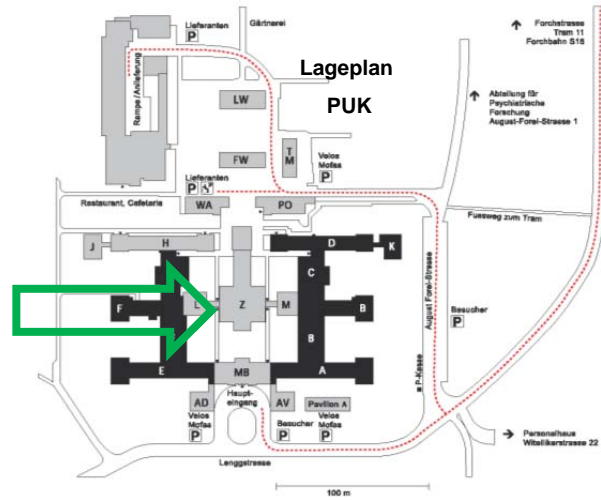 Lieferanten
P
Gärtnerei
Forchstrasse
Tram 11
Forchbahn S18
Lageplan
PUK
Rampe/Anlieferung
LW
Abteilung für
Psychiatrische
Forschung
August-Forel-Strasse 1
FW
TM
Velos
Mofas
P
Lieferanten
P
Restaurant, Cafeteria
WA
PO
Fussweg zum Tram
J
H
D
K
C
L
Z
M
F
B
B
August Forel-Strasse
Besucher
P
E
MB
A
P-Kasse
Haupt-
eingang
AD
AV
Pavillon A
Velos
Mofas
P
Besucher
P
Velos
Mofas
P
Personalhaus
Witellikerstrasse 22
Lenggstrasse
100 m